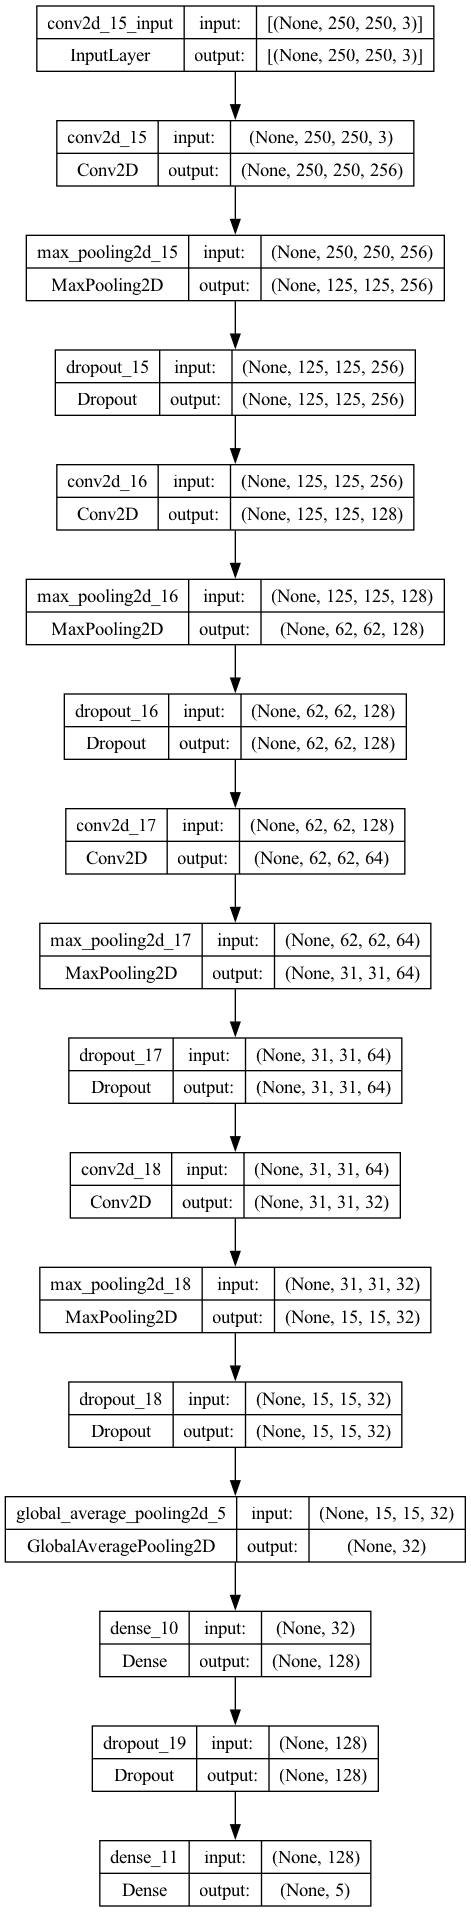 conv2d_15_input input: [(None, 250, 250, 3)]
InputLayer output: [(None, 250, 250, 3)]
conv2d_15 input: (None, 250, 250, 3)
Conv2D output: (None, 250, 250, 256)
max_pooling2d_15 input: (None, 250, 250, 256)
MaxPooling2D output: (None, 125, 125, 256)
dropout_15 input: (None, 125, 125, 256)
Dropout output: (None, 125, 125, 256)
conv2d_16 input: (None, 125, 125, 256)
Conv2D output: (None, 125, 125, 128)
max_pooling2d_16 input: (None, 125, 125, 128)
MaxPooling2D output: (None, 62, 62, 128)
dropout_16 input: (None, 62, 62, 128)
Dropout output: (None, 62, 62, 128)
conv2d_17 input: (None, 62, 62, 128)
Conv2D output: (None, 62, 62, 64)
max_pooling2d_17 input: (None, 62, 62, 64)
MaxPooling2D output: (None, 31, 31, 64)
dropout_17 input: (None, 31, 31, 64)
Dropout output: (None, 31, 31, 64)
conv2d_18 input: (None, 31, 31, 64)
Conv2D output: (None, 31, 31, 32)
max_pooling2d_18 input: (None, 31, 31, 32)
MaxPooling2D output: (None, 15, 15, 32)
dropout_18 input: (None, 15, 15, 32)
Dropout output: (None, 15, 15, 32)
global_average_pooling2d_5 input: (None, 15, 15, 32)
GlobalAveragePooling2D output: (None, 32)
dense_10 input: (None, 32)
Dense output: (None, 128)
dropout_19 input: (None, 128)
Dropout output: (None, 128)
dense_11 input: (None, 128)
Dense output: (None, 5)